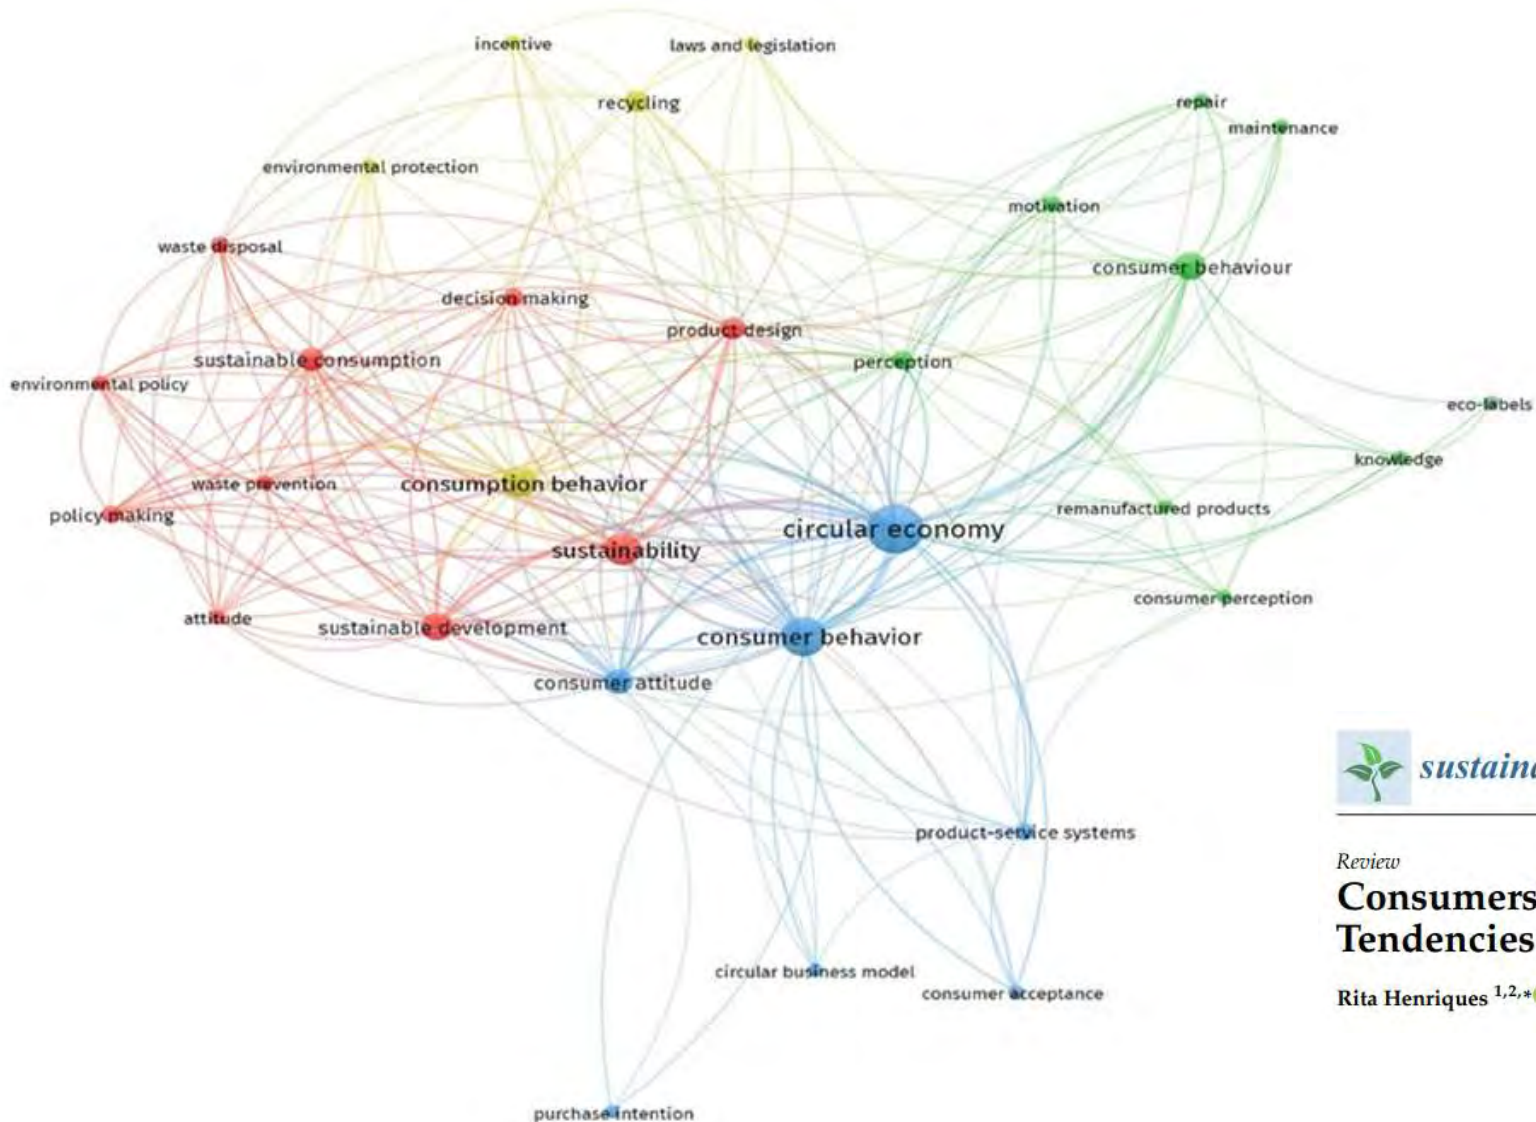 incentive
laws and legislation
recycling
repair
maintenance
environmental protection
motivation
waste disposal
consumer behaviour
decision making
product design
sustainable consumption
perception
environmental policy
eco-labels
knowledge
waste prevention
consumption behavior
remanufactured products
policy making
circular economy
sustainability
consumer perception
attitude
sustainable development
consumer behavior
consumer attitude
product-service systems
circular business model
consumer acceptance
purchase intention
sustaina
Review
Consumers
Tendencies
Rita Henriques 1,2,*